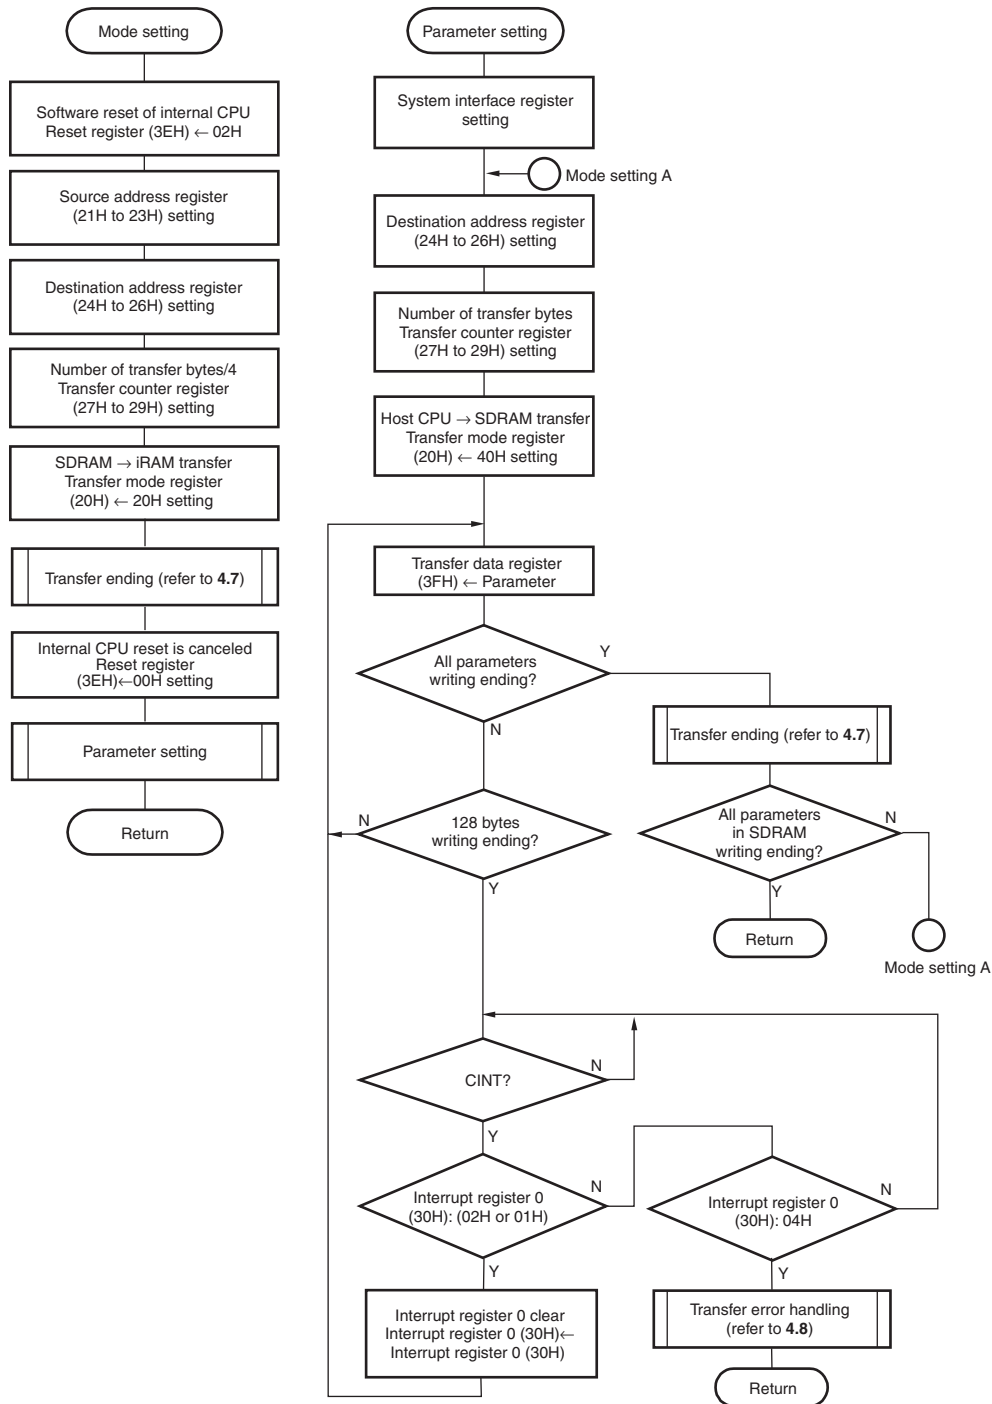 Mode setting
Software reset of internal CPU
Reset register (3EH) ← 02H
Source address register
(21H to 23H) setting
Destination address register
(24H to 26H) setting
Number of transfer bytes/4
Transfer counter register
(27H to 29H) setting
SDRAM → iRAM transfer
Transfer mode register
(20H) ← 20H setting
Transfer ending (refer to 4.7)
Internal CPU reset is canceled
Reset register
(3EH)←00H setting
Parameter setting
Return
Parameter setting
System interface register
setting
Mode setting A
Destination address register
(24H to 26H) setting
Number of transfer bytes
Transfer counter register
(27H to 29H) setting
Host CPU → SDRAM transfer
Transfer mode register
(20H) ← 40H setting
Transfer data register
(3FH) ← Parameter
All parameters
writing ending?
Y
N
Transfer ending (refer to 4.7)
128 bytes
writing ending?
N
Y
All parameters
in SDRAM
writing ending?
N
Y
Return
Mode setting A
CINT?
N
Y
Interrupt register 0
(30H): (02H or 01H)
N
Y
Interrupt register 0
(30H): 04H
N
Y
Interrupt register 0 clear
Interrupt register 0 (30H)←
Interrupt register 0 (30H)
Transfer error handling
(refer to 4.8)
Return